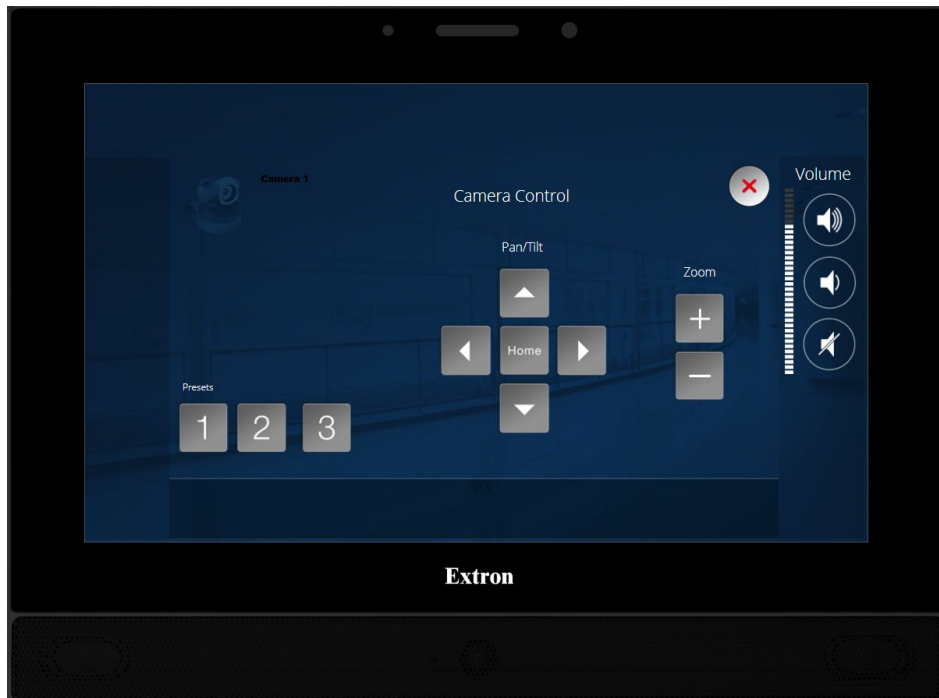 Camera 1
Camera Control
Volume
Pan/Tilt
Zoom
Home
Presets
1 2 3
Extron